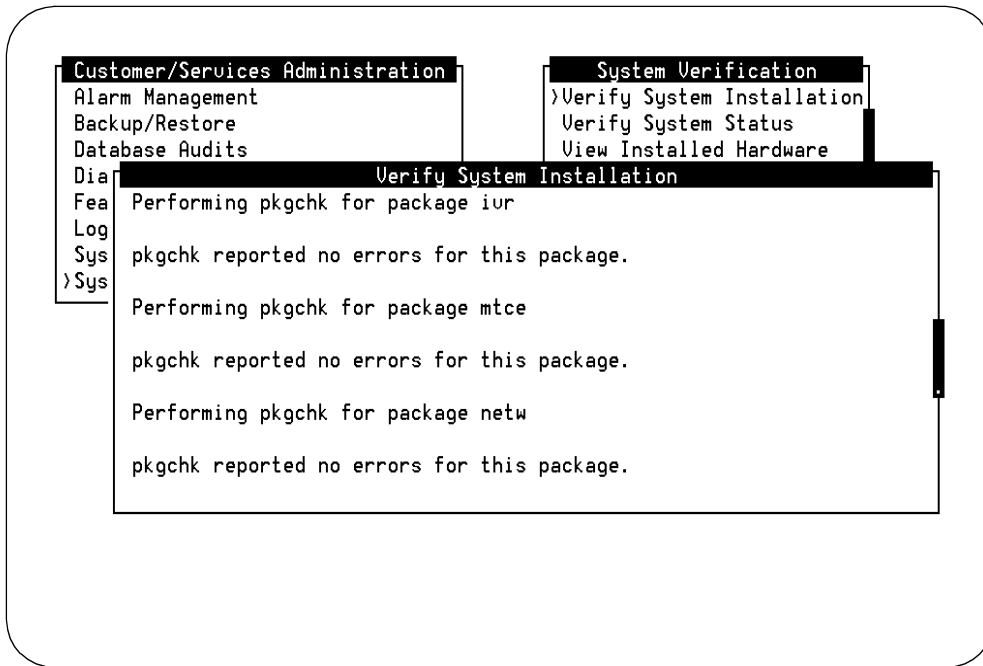 Customer/Services Administration
Alarm Management
Backup/Restore
Database Audits
Dia
Fea
Log
Sys
>Sys
System Verification
>Verify System Installation
Verify System Status
View Installed Hardware
Verify System Installation
Performing pkgchk for package ivr
pkgchk reported no errors for this package.
Performing pkgchk for package mtce
pkgchk reported no errors for this package.
Performing pkgchk for package netw
pkgchk reported no errors for this package.